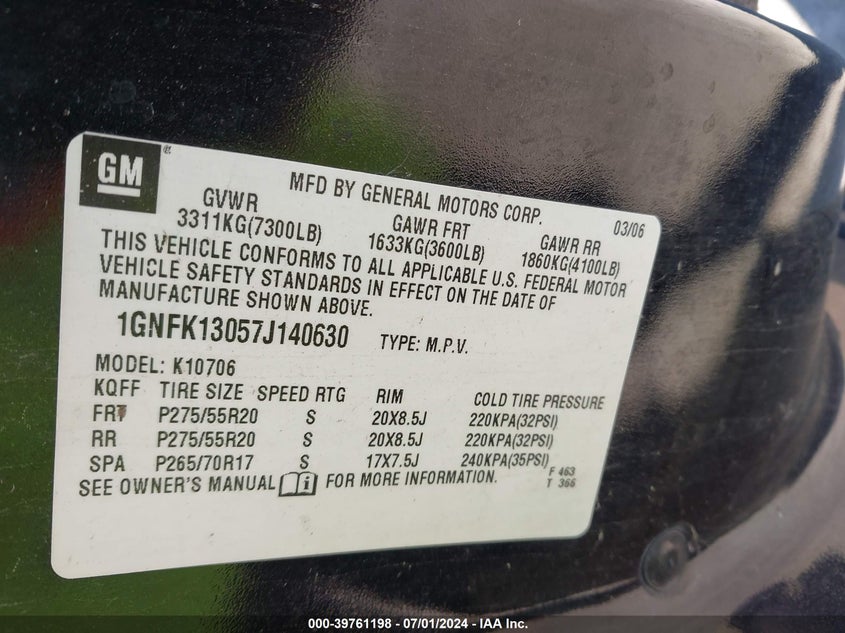 GM
MFD BY GENERAL MOTORS CORP.
03/06
GVWR GAWR FRT GAWR RR
3311KG(7300LB) 1633KG(3600LB) 1860KG(4100LB)
THIS VEHICLE CONFORMS TO ALL APPLICABLE U.S. FEDERAL MOTOR
VEHICLE SAFETY STANDARDS IN EFFECT ON THE DATE OF
MANUFACTURE SHOWN ABOVE.
1GNFK13057J140630 TYPE: M.P.V.
MODEL: K10706
KQFF TIRE SIZE SPEED RTG RIM COLD TIRE PRESSURE
FRT P275/55R20 S 20X8.5J 220KPA(32PSI)
RR P275/55R20 S 20X8.5J 220KPA(32PSI)
SPA P265/70R17 S 17X7.5J 240KPA(35PSI)
SEE OWNER'S MANUAL i FOR MORE INFORMATION.
F 463
T 366
000-39761198 - 07/01/2024 - IAA Inc.